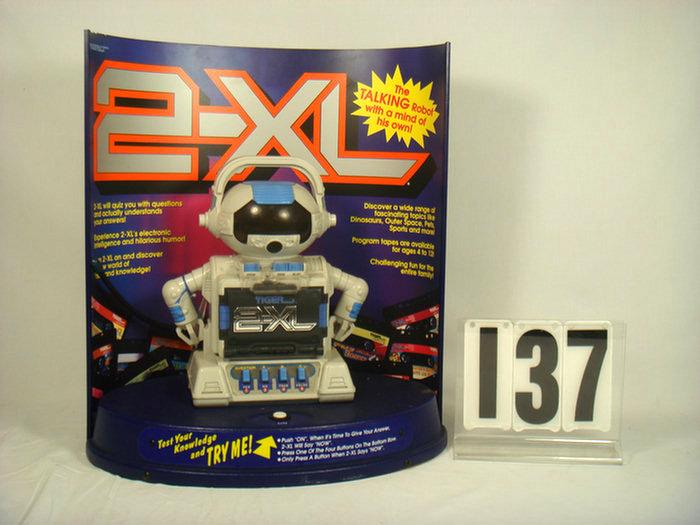 2-XL
The
TALKING Robot
with a mind of
his own!
2-XL will quiz you with questions
and actually understands
your answers!
Experience 2-XL's electronic
intelligence and hilarious humor!
2-XL on and discover
world of
and knowledge!
Discover a wide range of
fascinating topics like
Dinosaurs, Outer Space, Pets,
Sports and more!
Program tapes are available
for ages 4 to 12!
Challenging fun for the
entire family!
TIGER
2-XL
QUESTION
Test Your
Knowledge
and TRY ME!
• Push "ON". When It's Time To Give Your Answer,
2-XL Will Say "NOW".
• Press One Of The Four Buttons On The Bottom Row.
• Only Press A Button When 2-XL Says "NOW".
137